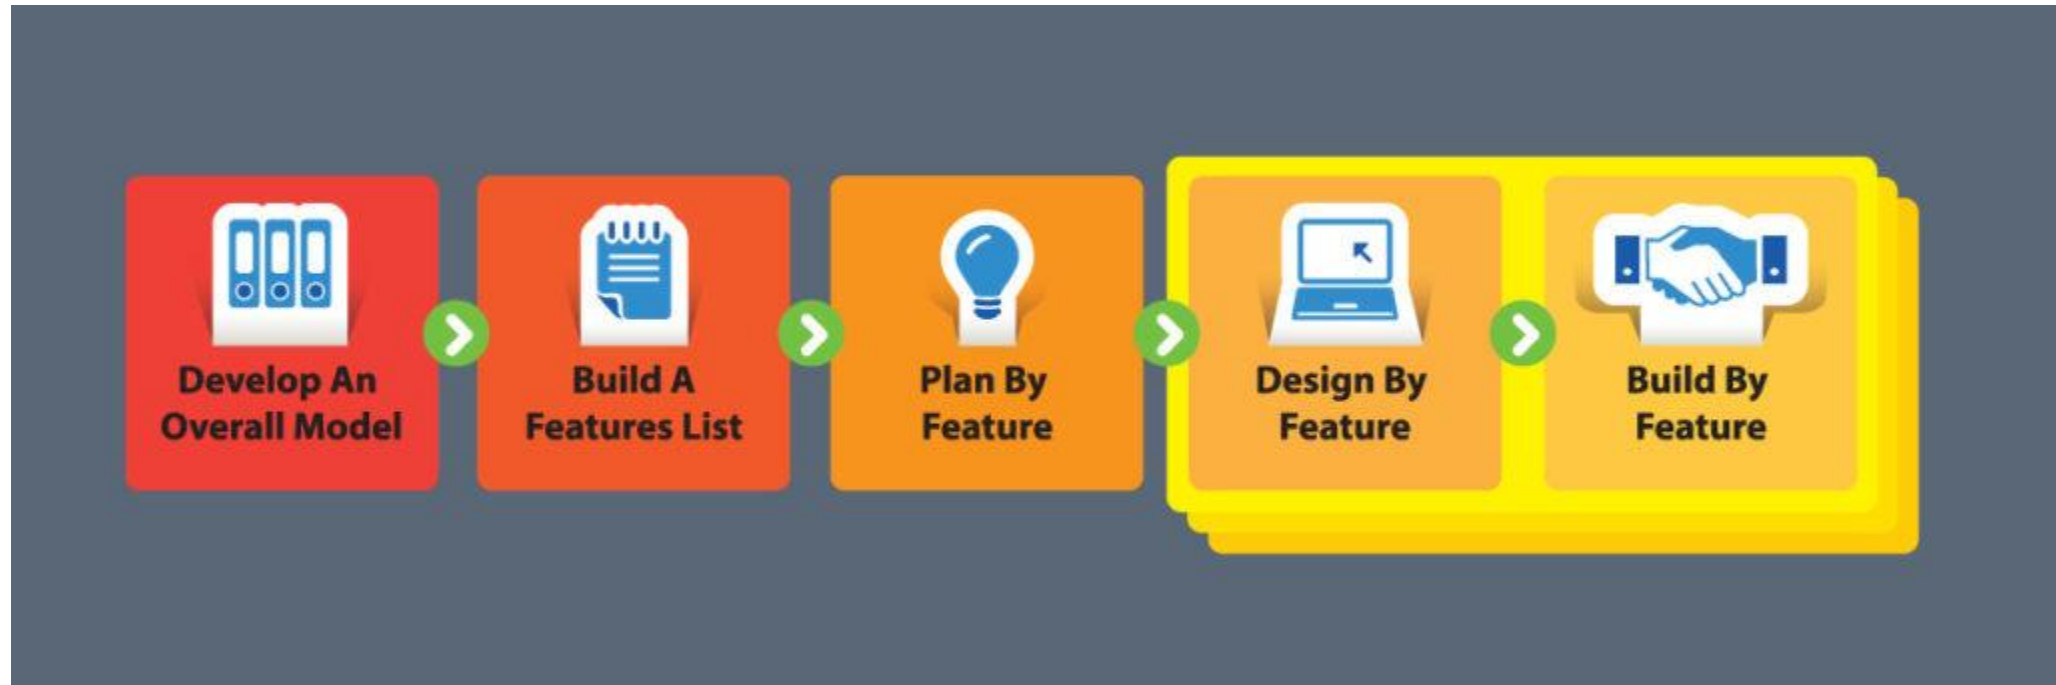 Develop An
Overall Model
Build A
Features List
Plan By
Feature
Design By
Feature
Build By
Feature